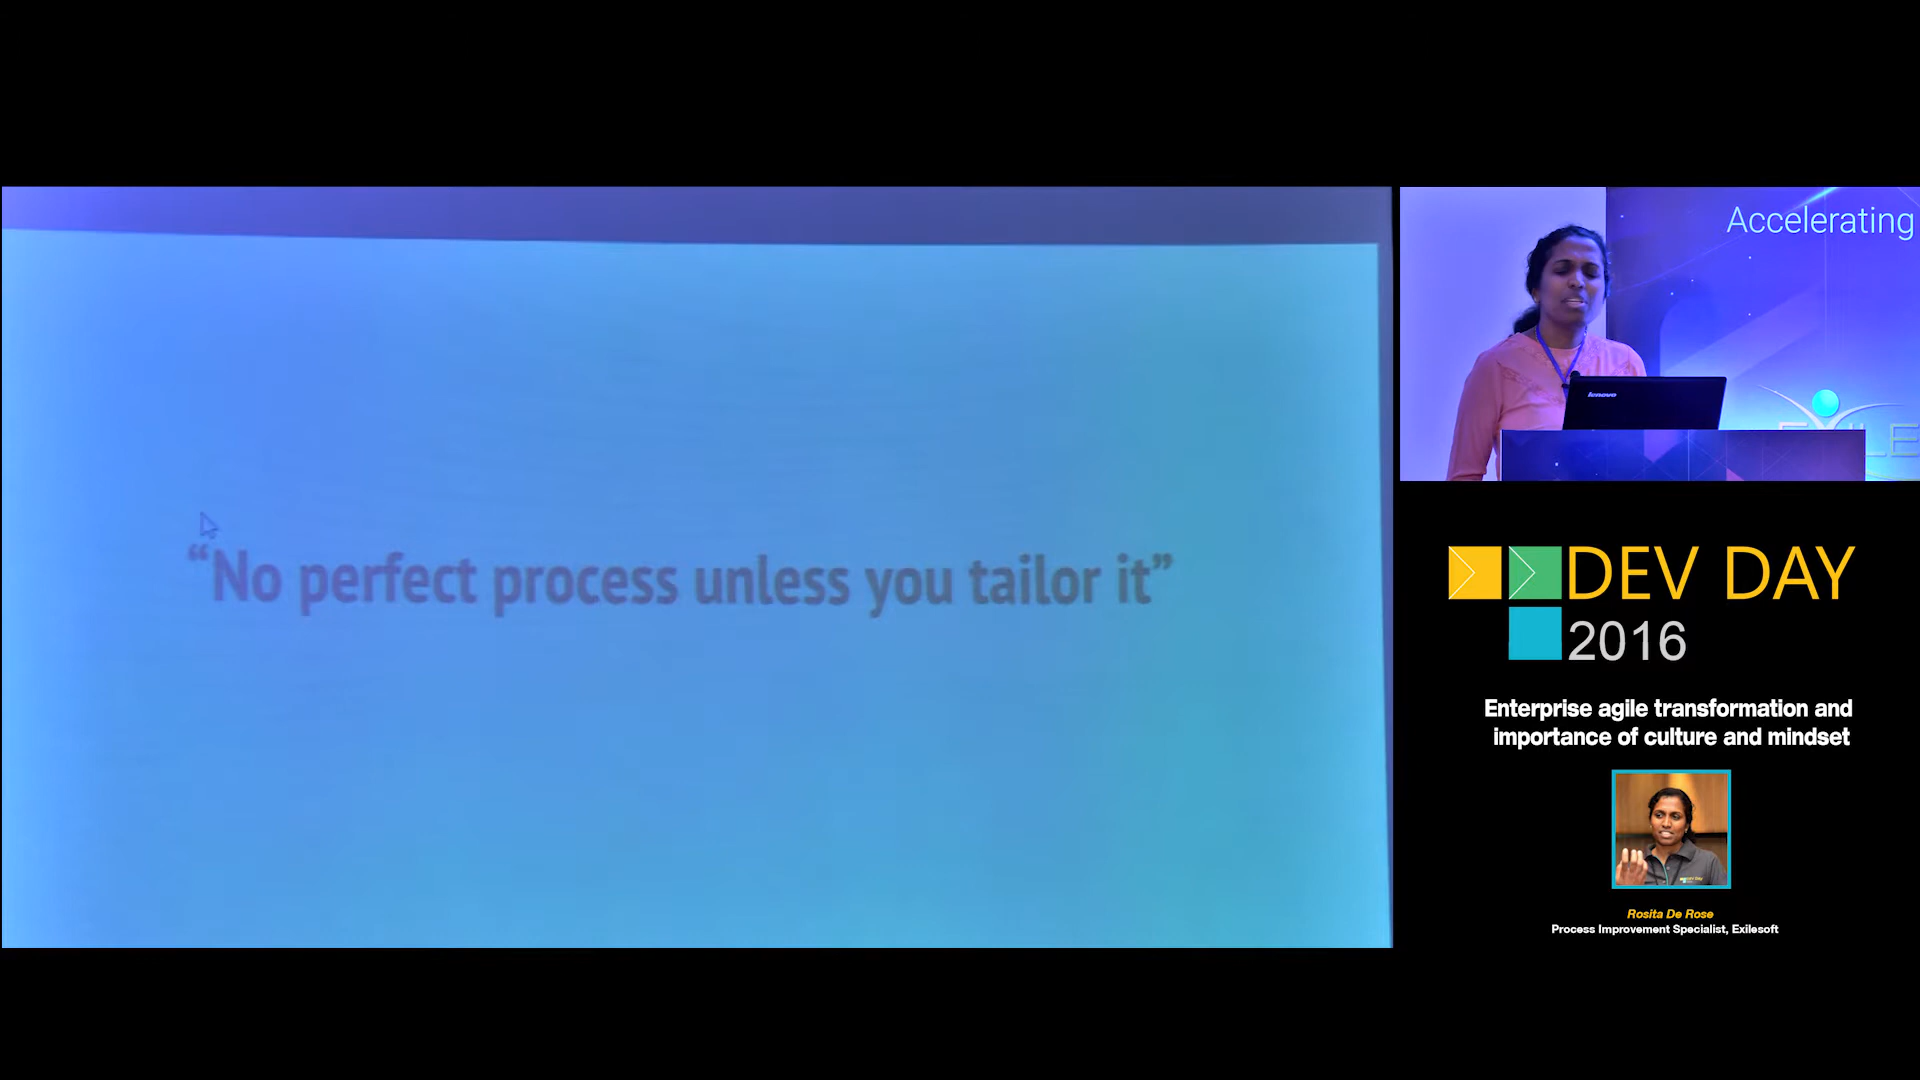 “No perfect process unless you tailor it”
Accelerating
lenovo
EXILE
DEV DAY
2016
Enterprise agile transformation and
importance of culture and mindset
Rosita De Rose
Process Improvement Specialist, Exilesoft